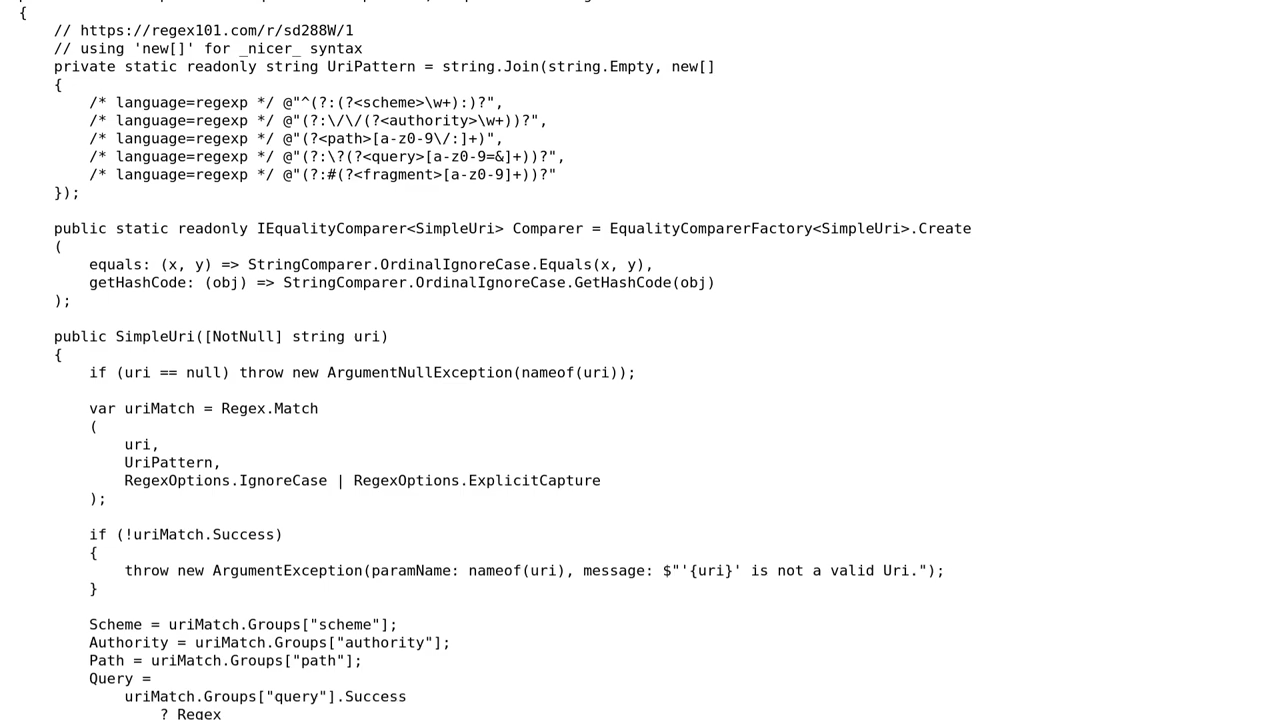 {
    // https://regex101.com/r/sd288W/1
    // using 'new[]' for _nicer_ syntax
    private static readonly string UriPattern = string.Join(string.Empty, new[]
    {
        /* language=regexp */ @"^(?:(?<scheme>\w+):)?",
        /* language=regexp */ @"(?:\/\/(?<authority>\w+))?",
        /* language=regexp */ @"(?<path>[a-z0-9\/:]+)",
        /* language=regexp */ @"(?:\?(?<query>[a-z0-9=&]+))?",
        /* language=regexp */ @"(?:#(?<fragment>[a-z0-9]+))?"
    });

    public static readonly IEqualityComparer<SimpleUri> Comparer = EqualityComparerFactory<SimpleUri>.Create
    (
        equals: (x, y) => StringComparer.OrdinalIgnoreCase.Equals(x, y),
        getHashCode: (obj) => StringComparer.OrdinalIgnoreCase.GetHashCode(obj)
    );

    public SimpleUri([NotNull] string uri)
    {
        if (uri == null) throw new ArgumentNullException(nameof(uri));

        var uriMatch = Regex.Match
        (
            uri,
            UriPattern,
            RegexOptions.IgnoreCase | RegexOptions.ExplicitCapture
        );

        if (!uriMatch.Success)
        {
            throw new ArgumentException(paramName: nameof(uri), message: $"'{uri}' is not a valid Uri.");
        }

        Scheme = uriMatch.Groups["scheme"];
        Authority = uriMatch.Groups["authority"];
        Path = uriMatch.Groups["path"];
        Query =
            uriMatch.Groups["query"].Success
                ? Regex